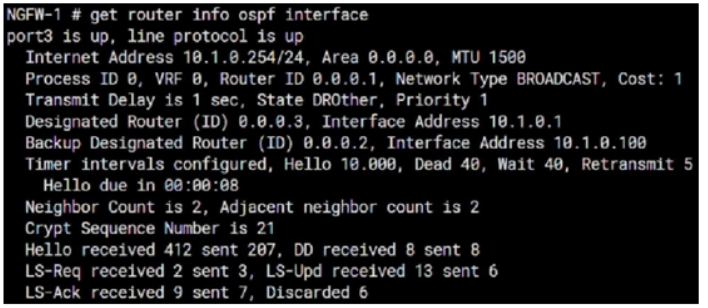 NGFW-1 # get router info ospf interface
port3 is up, line protocol is up
Internet Address 10.1.0.254/24, Area 0.0.0.0, MTU 1500
Process ID 0, VRF 0, Router ID 0.0.0.1, Network Type BROADCAST, Cost: 1
Transmit Delay is 1 sec, State DROther, Priority 1
Designated Router (ID) 0.0.0.3, Interface Address 10.1.0.1
Backup Designated Router (ID) 0.0.0.2, Interface Address 10.1.0.100
Timer intervals configured, Hello 10.000, Dead 40, Wait 40, Retransmit 5
Hello due in 00:00:08
Neighbor Count is 2, Adjacent neighbor count is 2
Crypt Sequence Number is 21
Hello received 412 sent 207, DD received 8 sent 8
LS-Req received 2 sent 3, LS-Upd received 13 sent 6
LS-Ack received 9 sent 7, Discarded 6